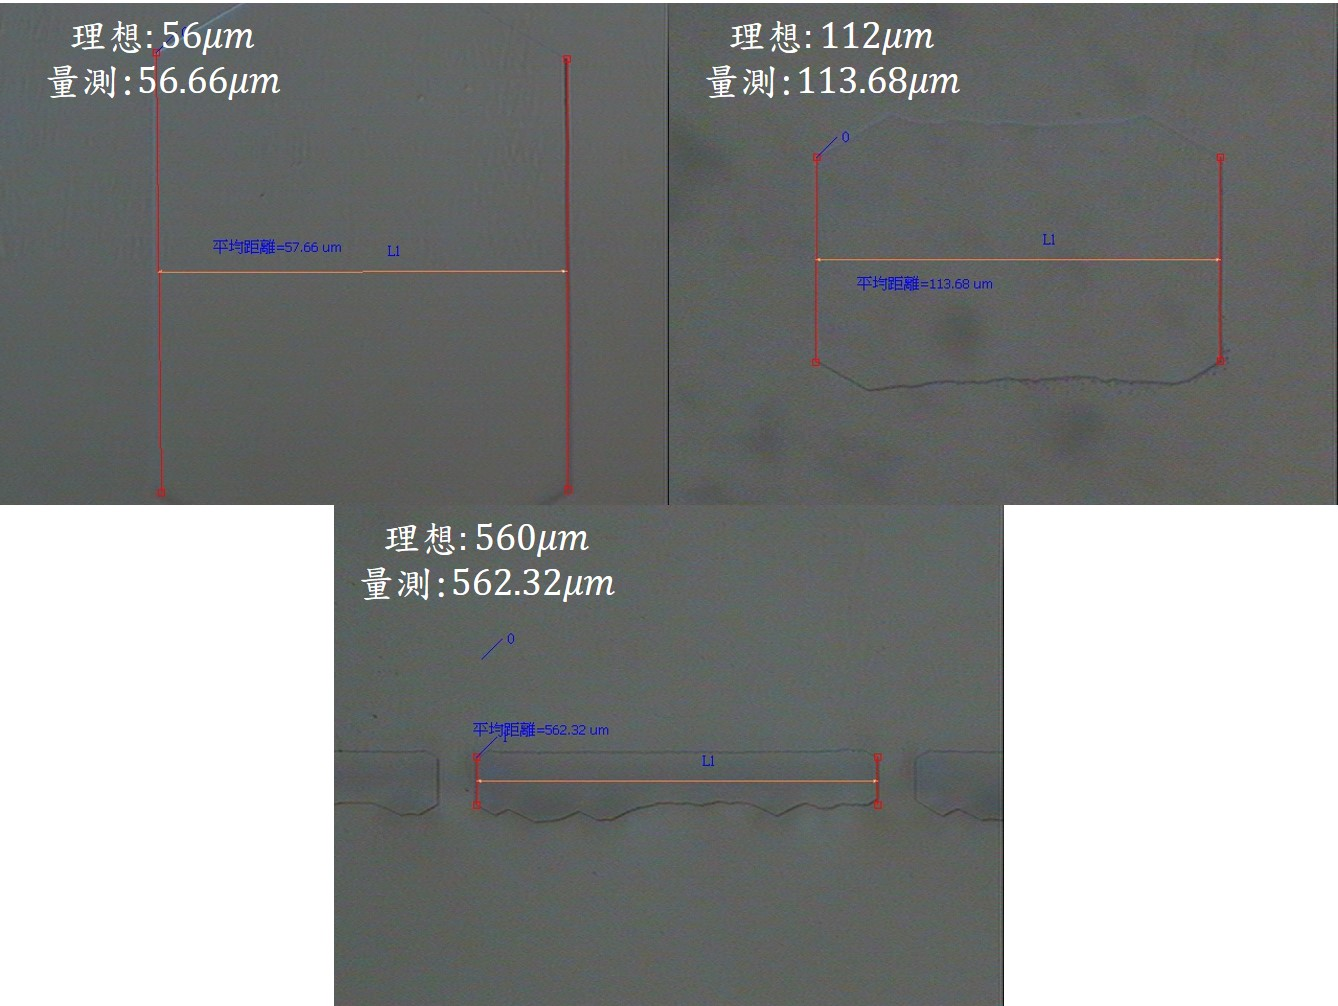 理想:56μm
量測:56.66μm
平均距離=57.66 um
L1
理想:112μm
量測:113.68μm
0
L1
平均距離=113.68 um
理想:560μm
量測:562.32μm
0
平均距離=562.32 um
1
L1